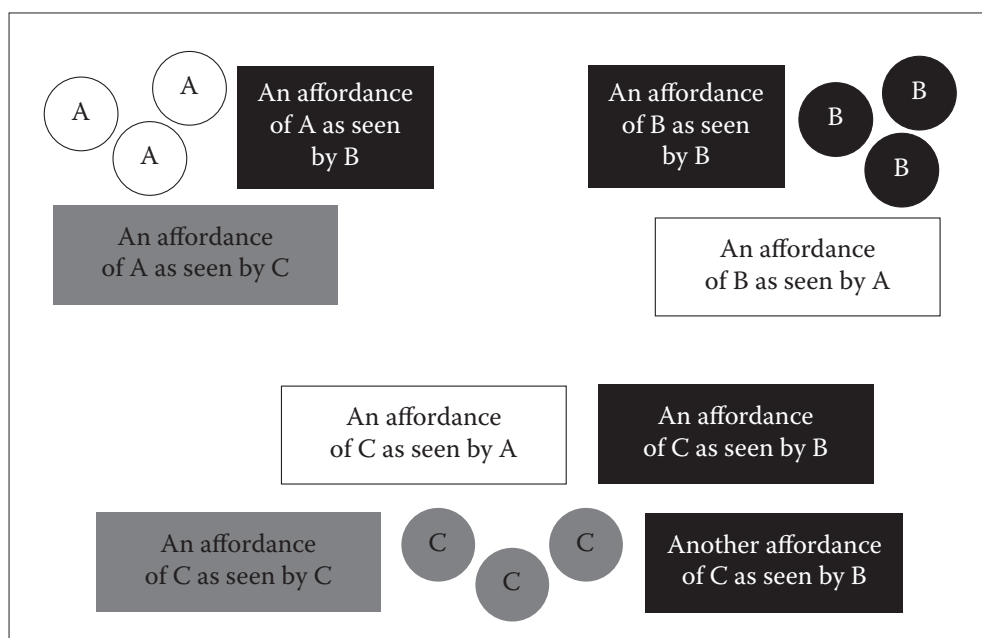 A
A
A
An affordance
of A as seen
by B
An affordance
of A as seen by C
An affordance
of B as seen
by B
B
B
B
An affordance
of B as seen by A
An affordance
of C as seen by A
An affordance
of C as seen by B
An affordance
of C as seen by C
C
C
C
Another affordance
of C as seen by B